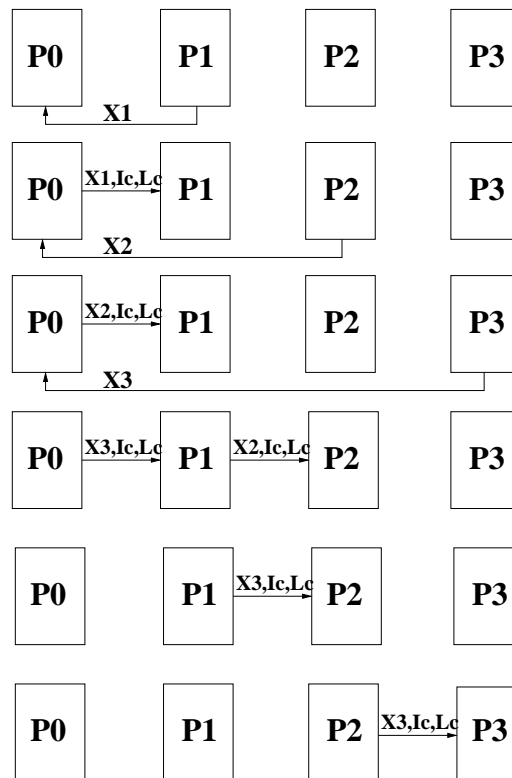 P0 P1 P2 P3
X1
P0 X1,Ic,Lc P1 P2 P3
X2
P0 X2,Ic,Lc P1 P2 P3
X3
P0 X3,Ic,Lc P1 X2,Ic,Lc P2 P3
P0 P1 X3,Ic,Lc P2 P3
P0 P1 P2 X3,Ic,Lc P3